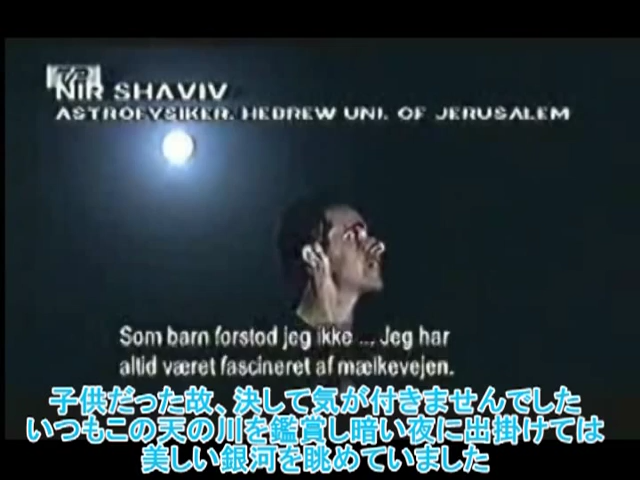 NIR SHAVIV
ASTROFYSIKER, HEBREW UNI. OF JERUSALEM
Som barn forstod jeg ikke ... Jeg har
altid været fascineret af mælkevejen.
子供だった故、決して気が付きませんでした
いつもこの天の川を鑑賞し暗い夜に出掛けては
美しい銀河を眺めていました